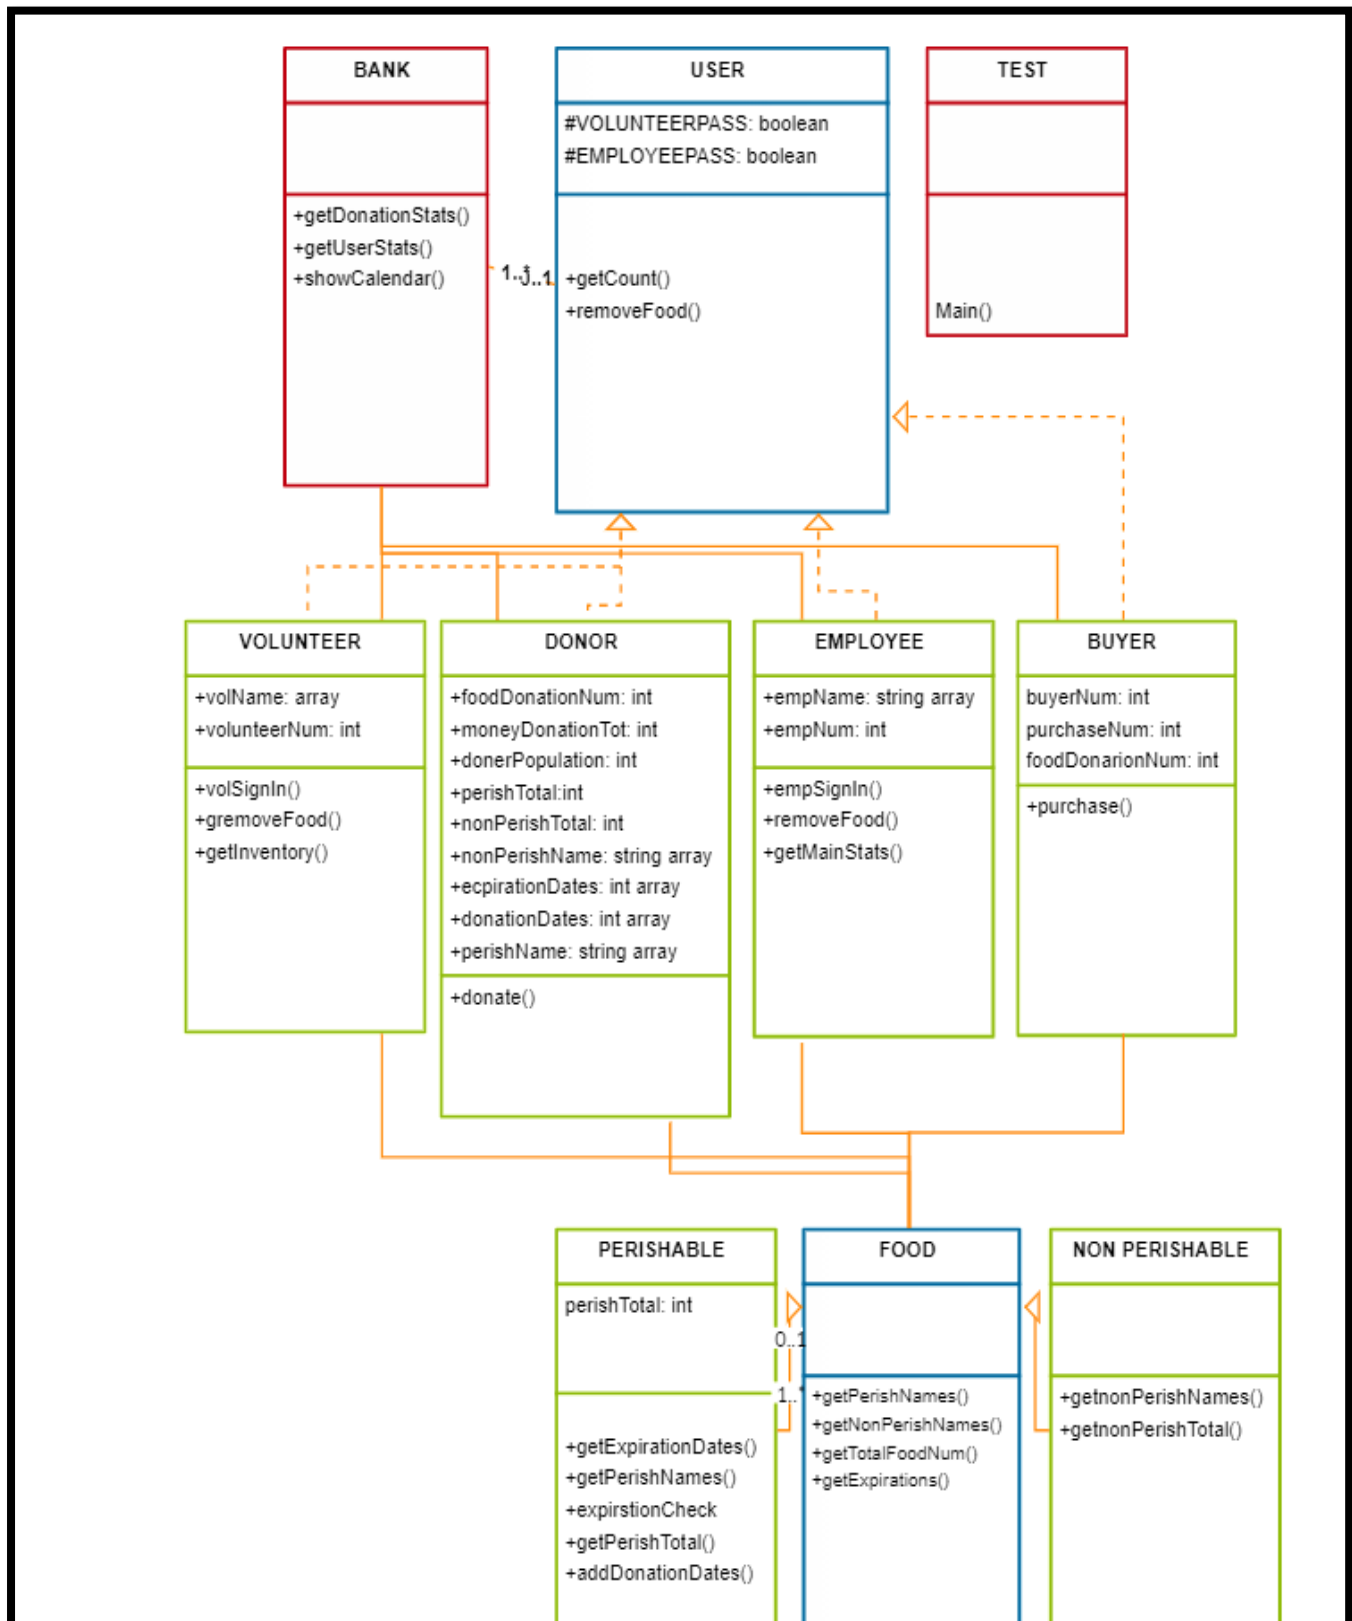 BANK
+getDonationStats()
+getUserStats()
+showCalendar()
1..*
0..1
USER
#VOLUNTEERPASS: boolean
#EMPLOYEEPASS: boolean
+getCount()
+removeFood()
TEST
Main()
VOLUNTEER
+volName: array
+volunteerNum: int
+volSignIn()
+gremoveFood()
+getInventory()
DONOR
+foodDonationNum: int
+moneyDonationTot: int
+donerPopulation: int
+perishTotal:int
+nonPerishTotal: int
+nonPerishName: string array
+ecpirationDates: int array
+donationDates: int array
+perishName: string array
+donate()
EMPLOYEE
+empName: string array
+empNum: int
+empSignIn()
+removeFood()
+getMainStats()
BUYER
buyerNum: int
purchaseNum: int
foodDonarionNum: int
+purchase()
PERISHABLE
perishTotal: int
+getExpirationDates()
+getPerishNames()
+expirstionCheck
+getPerishTotal()
+addDonationDates()
0..1
1..*
FOOD
+getPerishNames()
+getNonPerishNames()
+getTotalFoodNum()
+getExpirations()
NON PERISHABLE
+getnonPerishNames()
+getnonPerishTotal()